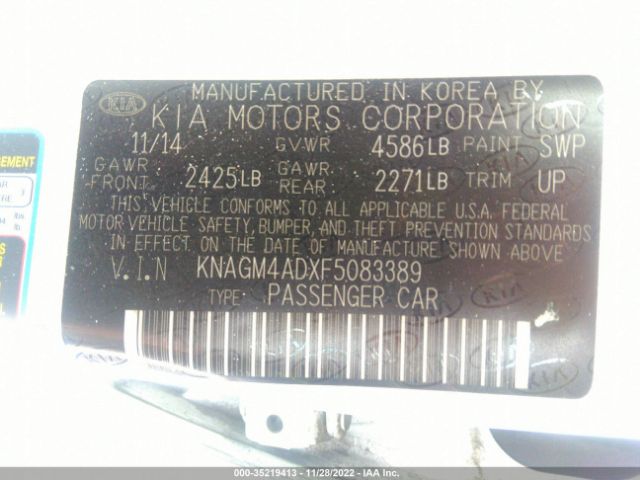 MANUFACTURED IN KOREA BY
KIA KIA MOTORS CORPORATION
11/14 GVWR 4586LB PAINT SWP
GAWR FRONT 2425LB GAWR REAR 2271LB TRIM UP
THIS VEHICLE CONFORMS TO ALL APPLICABLE U.S.A. FEDERAL
MOTOR VEHICLE SAFETY, BUMPER, AND THEFT PREVENTION STANDARDS
IN EFFECT ON THE DATE OF MANUFACTURE SHOWN ABOVE
V.I.N KNAGM4ADXF5083389
TYPE: PASSENGER CAR
000-35219413 - 11/28/2022 - IAA Inc.